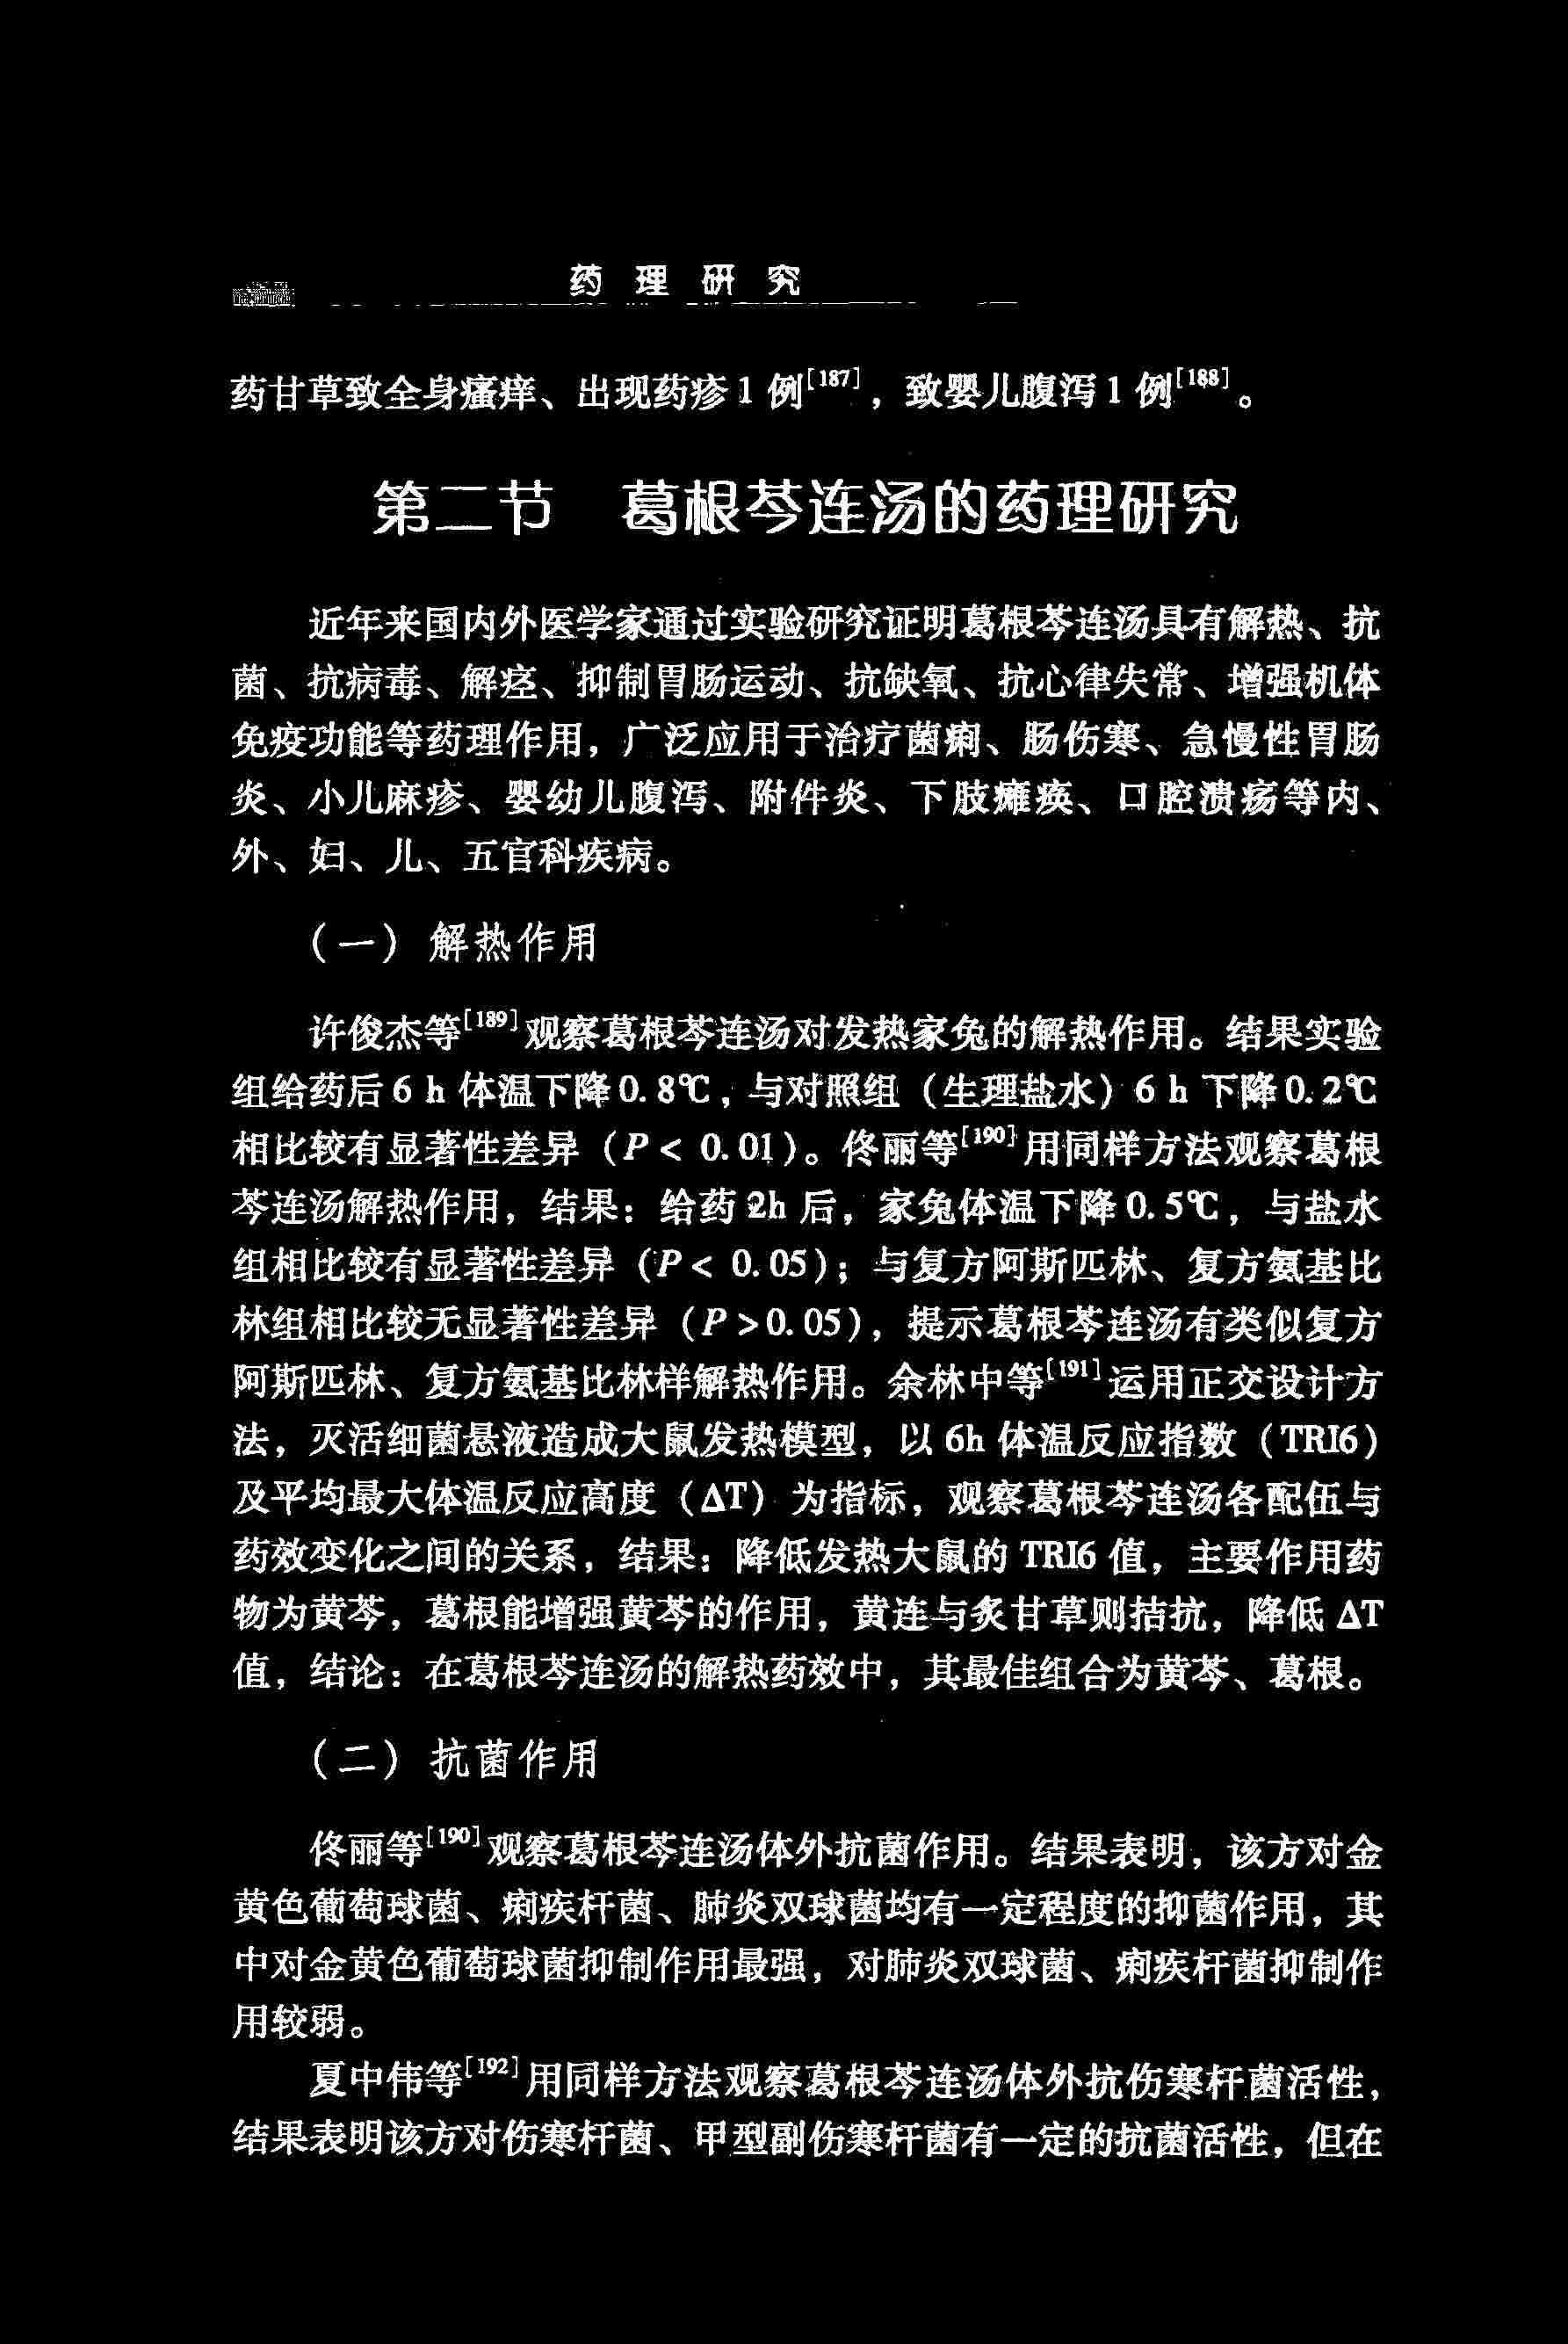 药理研究
药甘草致全身瘙痒、出现药疹1例[187]，致婴儿腹泻1例[188]。
第二节 葛根芩连汤的药理研究
近年来国内外医学家通过实验研究证明葛根芩连汤具有解热、抗
菌、抗病毒、解痉、抑制胃肠运动、抗缺氧、抗心律失常、增强机体
免疫功能等药理作用，广泛应用于治疗菌痢、肠伤寒、急慢性胃肠
炎、小儿麻疹、婴幼儿腹泻、附件炎、下肢瘫痪、口腔溃疡等内、
外、妇、儿、五官科疾病。
（一）解热作用
许俊杰等[189]观察葛根芩连汤对发热家兔的解热作用。结果实验
组给药后6 h 体温下降0.8℃，与对照组（生理盐水）6 h 下降0.2℃
相比较有显著性差异（P < 0.01）。佟丽等[190]用同样方法观察葛根
芩连汤解热作用，结果：给药2h后，家兔体温下降0.5℃，与盐水
组相比较有显著性差异（P < 0.05）；与复方阿斯匹林、复方氨基比
林组相比较无显著性差异（P >0.05），提示葛根芩连汤有类似复方
阿斯匹林、复方氨基比林样解热作用。余林中等[191]运用正交设计方
法，灭活细菌悬液造成大鼠发热模型，以6h体温反应指数（TRI6）
及平均最大体温反应高度（ΔT）为指标，观察葛根芩连汤各配伍与
药效变化之间的关系，结果：降低发热大鼠的TRI6值，主要作用药
物为黄芩，葛根能增强黄芩的作用，黄连与炙甘草则拮抗，降低ΔT
值，结论：在葛根芩连汤的解热药效中，其最佳组合为黄芩、葛根。
（二）抗菌作用
佟丽等[190]观察葛根芩连汤体外抗菌作用。结果表明，该方对金
黄色葡萄球菌、痢疾杆菌、肺炎双球菌均有一定程度的抑菌作用，其
中对金黄色葡萄球菌抑制作用最强，对肺炎双球菌、痢疾杆菌抑制作
用较弱。
夏中伟等[192]用同样方法观察葛根芩连汤体外抗伤寒杆菌活性，
结果表明该方对伤寒杆菌、甲型副伤寒杆菌有一定的抗菌活性，但在